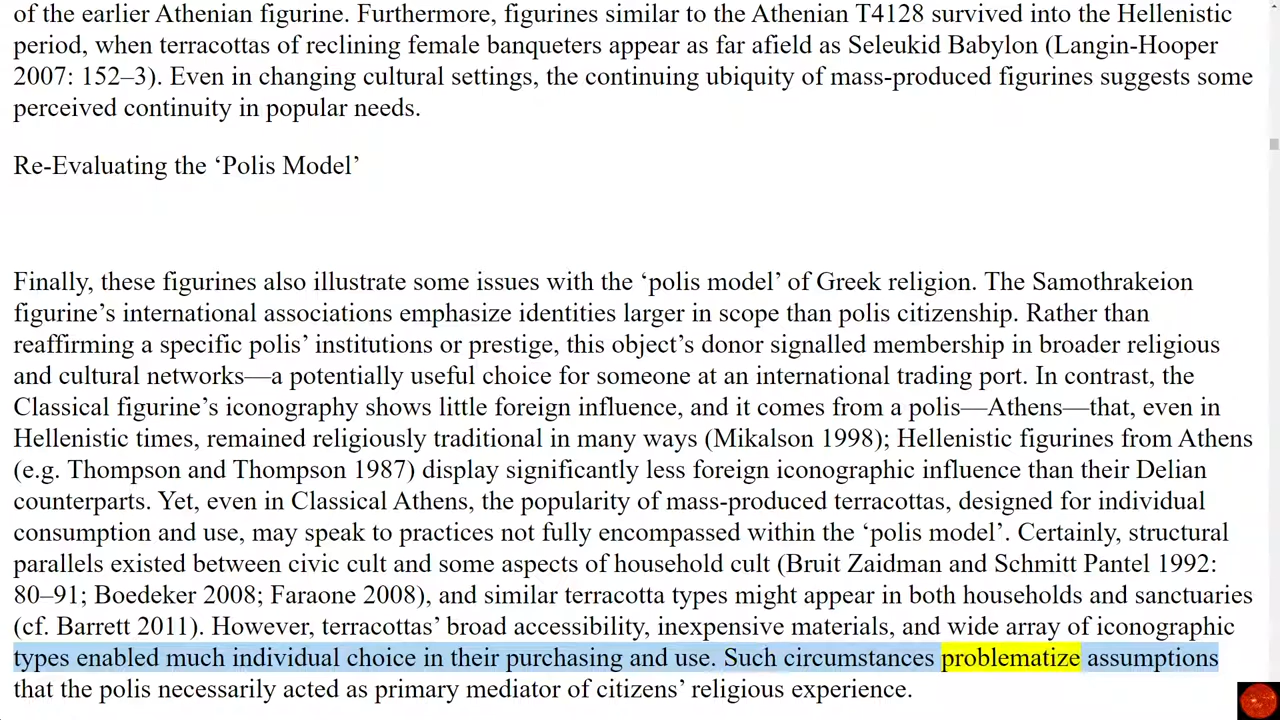 of the earlier Athenian figurine. Furthermore, figurines similar to the Athenian T4128 survived into the Hellenistic
period, when terracottas of reclining female banqueters appear as far afield as Seleukid Babylon (Langin-Hooper
2007: 152–3). Even in changing cultural settings, the continuing ubiquity of mass-produced figurines suggests some
perceived continuity in popular needs.
Re-Evaluating the ‘Polis Model’
Finally, these figurines also illustrate some issues with the ‘polis model’ of Greek religion. The Samothrakeion
figurine’s international associations emphasize identities larger in scope than polis citizenship. Rather than
reaffirming a specific polis’ institutions or prestige, this object’s donor signalled membership in broader religious
and cultural networks—a potentially useful choice for someone at an international trading port. In contrast, the
Classical figurine’s iconography shows little foreign influence, and it comes from a polis—Athens—that, even in
Hellenistic times, remained religiously traditional in many ways (Mikalson 1998); Hellenistic figurines from Athens
(e.g. Thompson and Thompson 1987) display significantly less foreign iconographic influence than their Delian
counterparts. Yet, even in Classical Athens, the popularity of mass-produced terracottas, designed for individual
consumption and use, may speak to practices not fully encompassed within the ‘polis model’. Certainly, structural
parallels existed between civic cult and some aspects of household cult (Bruit Zaidman and Schmitt Pantel 1992:
80–91; Boedeker 2008; Faraone 2008), and similar terracotta types might appear in both households and sanctuaries
(cf. Barrett 2011). However, terracottas’ broad accessibility, inexpensive materials, and wide array of iconographic
types enabled much individual choice in their purchasing and use. Such circumstances problematize assumptions
that the polis necessarily acted as primary mediator of citizens’ religious experience.